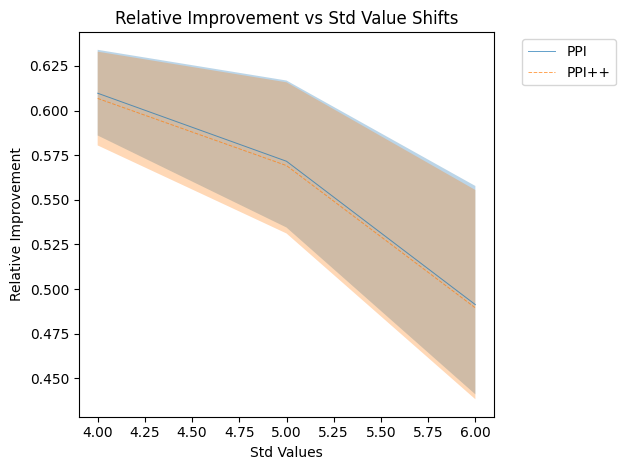 Relative Improvement vs Std Value Shifts
PPI
PPI++
Relative Improvement
0.625
0.600
0.575
0.550
0.525
0.500
0.475
0.450
4.00 4.25 4.50 4.75 5.00 5.25 5.50 5.75 6.00
Std Values